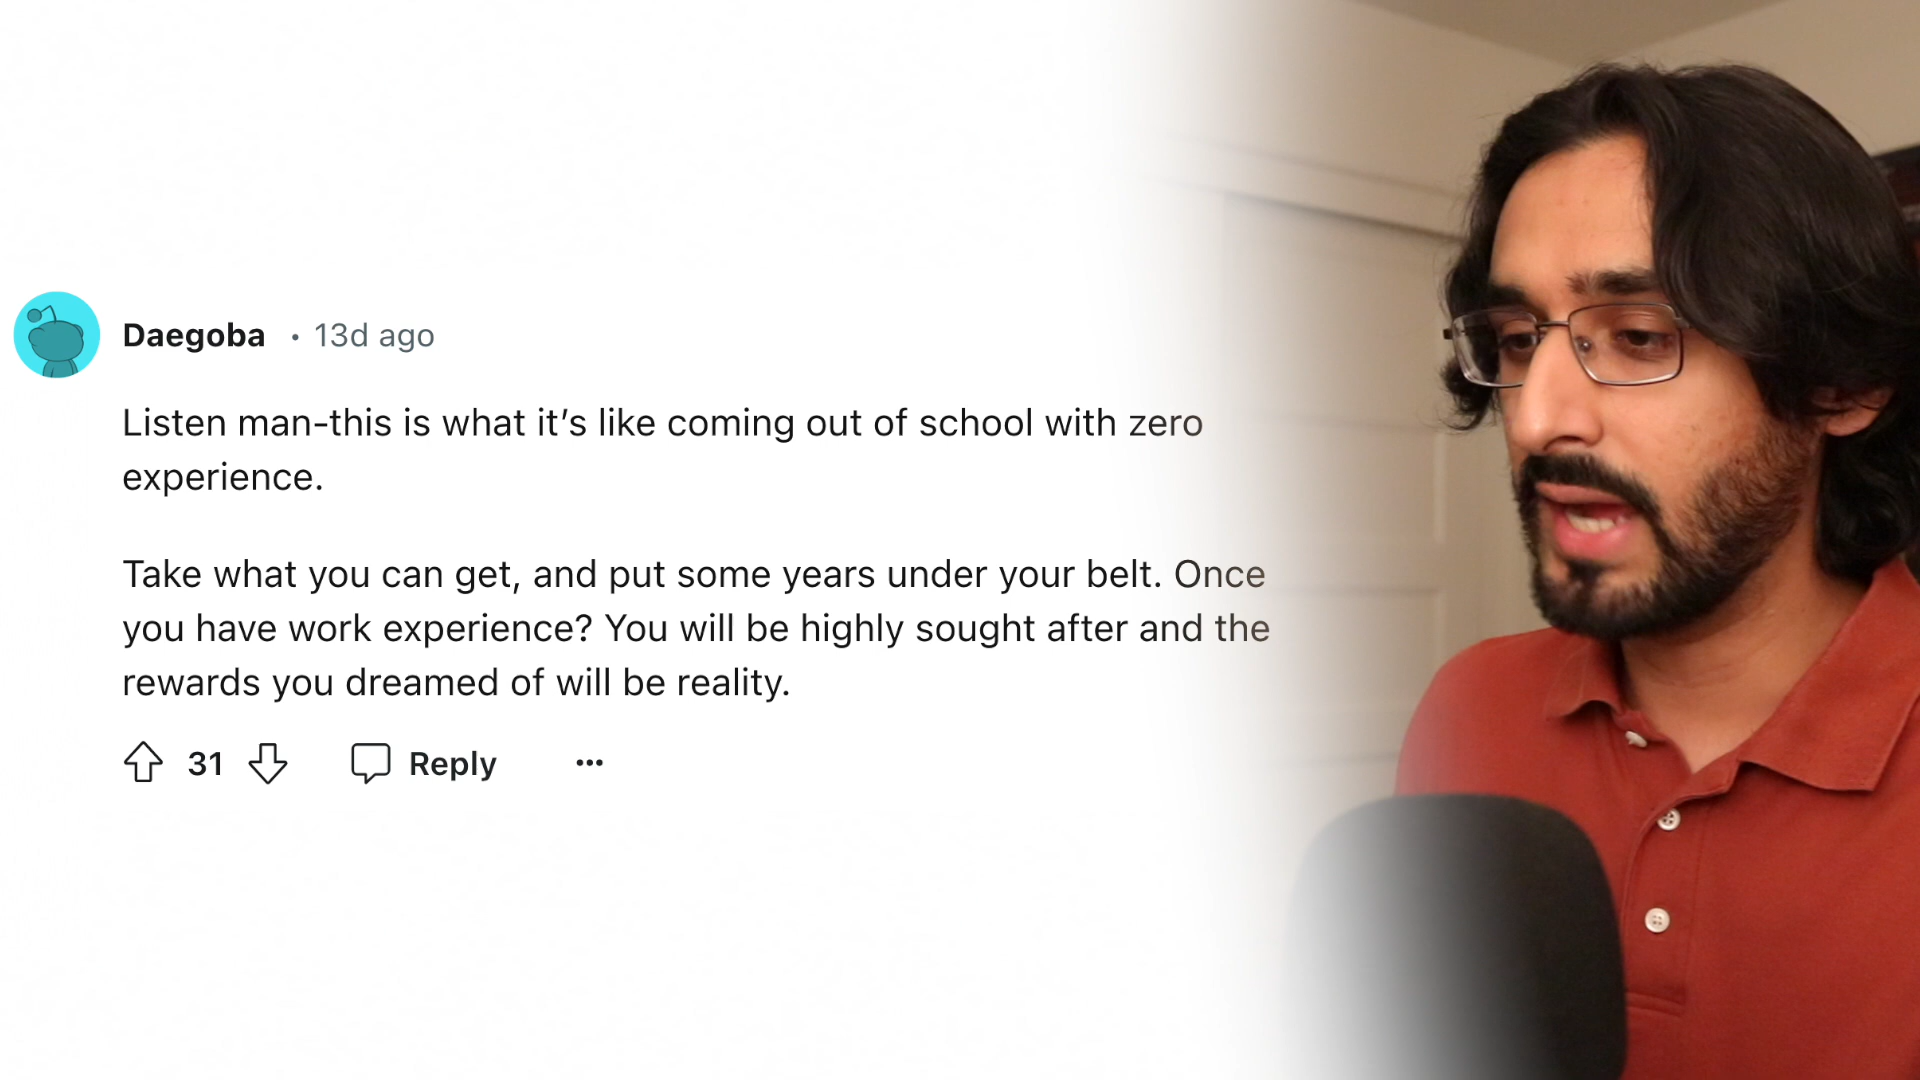 Daegoba • 13d ago
Listen man-this is what it’s like coming out of school with zero
experience.
Take what you can get, and put some years under your belt. Once
you have work experience? You will be highly sought after and the
rewards you dreamed of will be reality.
31 Reply ...